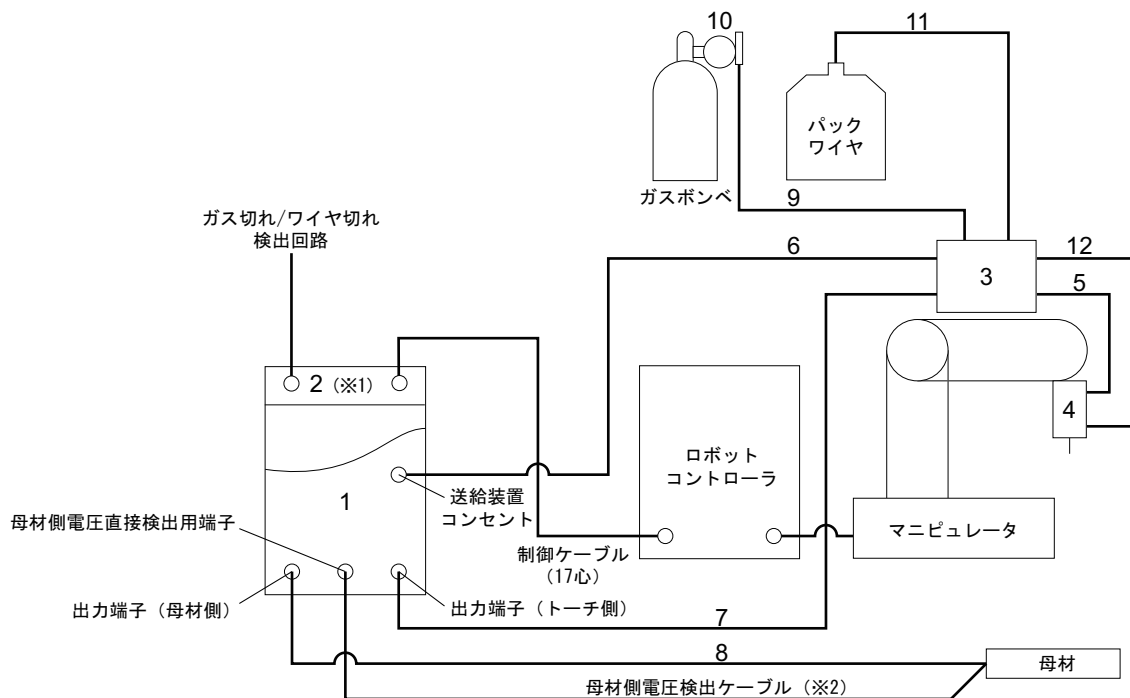 10
11
パック
ワイヤ
ガスボンベ
9
ガス切れ/ワイヤ切れ
検出回路
6
12
3
5
2（※1）
4
ロボット
コントローラ
1
送給装置
コンセント
母材側電圧直接検出用端子
マニピュレータ
制御ケーブル
（17心）
出力端子（母材側）
出力端子（トーチ側）
7
8
母材
母材側電圧検出ケーブル（※2）